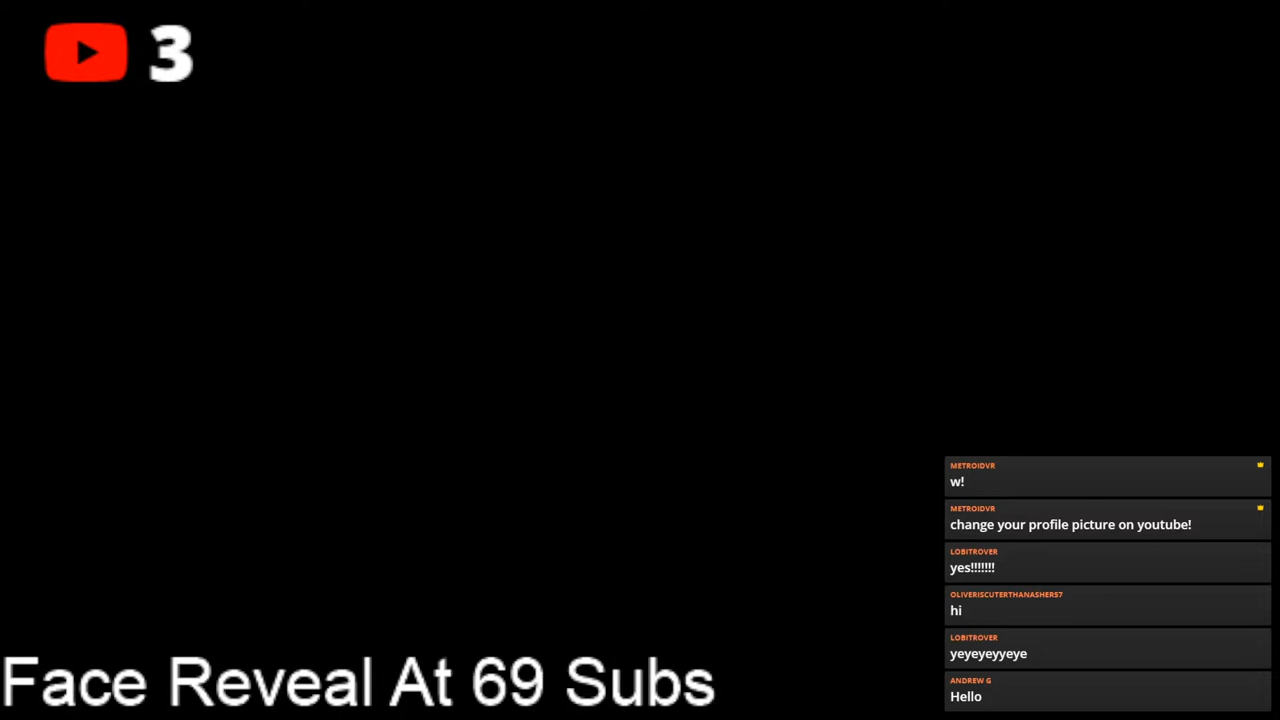 3
METROIDVR
w!
METROIDVR
change your profile picture on youtube!
LOBITROVER
yes!!!!!!!
OLIVERISCUTERTHANASHER57
hi
LOBITROVER
yeyeyeyyeye
ANDREW G
Hello
Face Reveal At 69 Subs